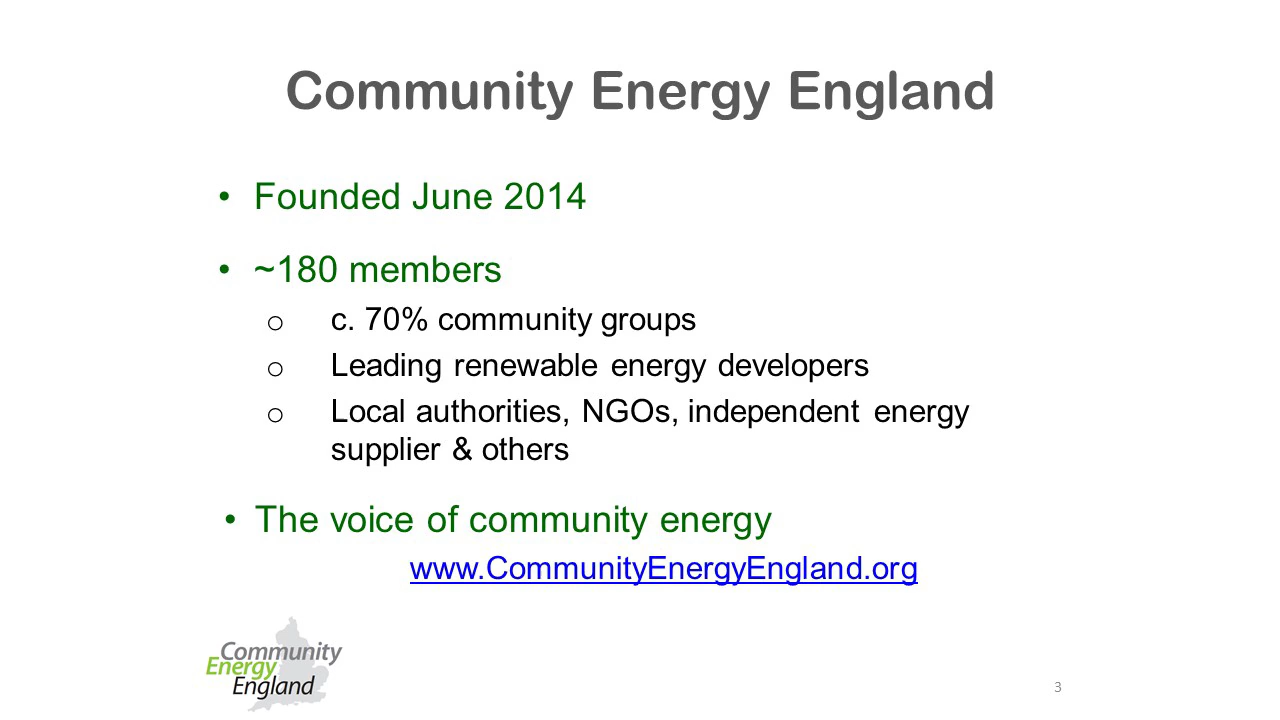 Community Energy England
• Founded June 2014
• ~180 members
o c. 70% community groups
o Leading renewable energy developers
o Local authorities, NGOs, independent energy
supplier & others
• The voice of community energy
www.CommunityEnergyEngland.org
Community
Energy
England
3